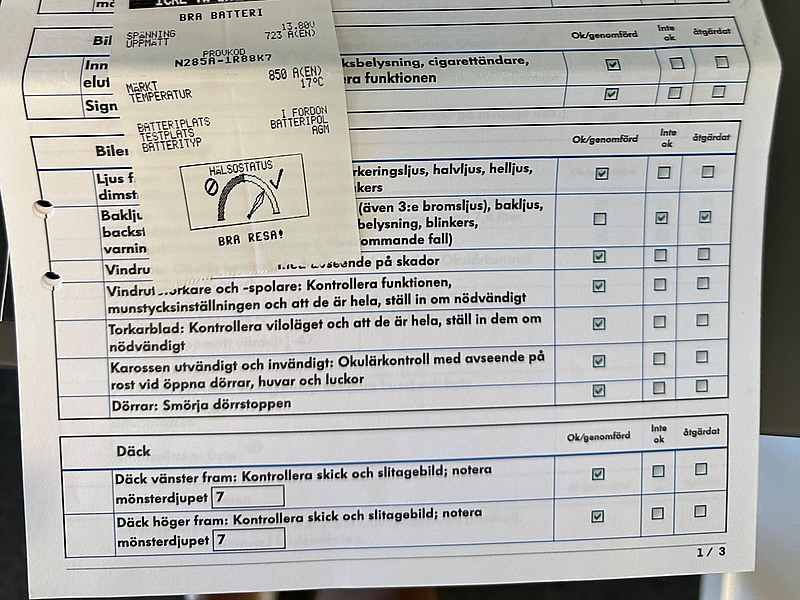 BRA BATTERI
SPÄNNING 13.80V
UPPMÄTT 723 A(EN)
PROVKOD
N285A-1R88K7
MÄRKT 850 A(EN)
TEMPERATUR 17°C
BATTERIPLATS I FORDON
TESTPLATS BATTERIPOL
BATTERITYP AGM
HÄLSOSTATUS
BRA RESA!
Bil Ok/genomförd Inte ok åtgärdat
Inn ksbelysning, cigarettändare,
elut ra funktionen
Sign
Biler Ok/genomförd Inte ok åtgärdat
Ljus f rkeringsljus, halvljus, helljus,
dimst kers
Baklju (även 3:e bromsljus), bakljus,
backst belysning, blinkers,
varnin ommande fall)
Vindru avseende på skador
Vindrutorkare och -spolare: Kontrollera funktionen,
munstycksinställningen och att de är hela, ställ in om nödvändigt
Torkarblad: Kontrollera viloläget och att de är hela, ställ in dem om
nödvändigt
Karossen utvändigt och invändigt: Okulärkontroll med avseende på
rost vid öppna dörrar, huvar och luckor
Dörrar: Smörja dörrstoppen
Däck Ok/genomförd Inte ok åtgärdat
Däck vänster fram: Kontrollera skick och slitagebild; notera
mönsterdjupet 7
Däck höger fram: Kontrollera skick och slitagebild; notera
mönsterdjupet 7
1 / 3